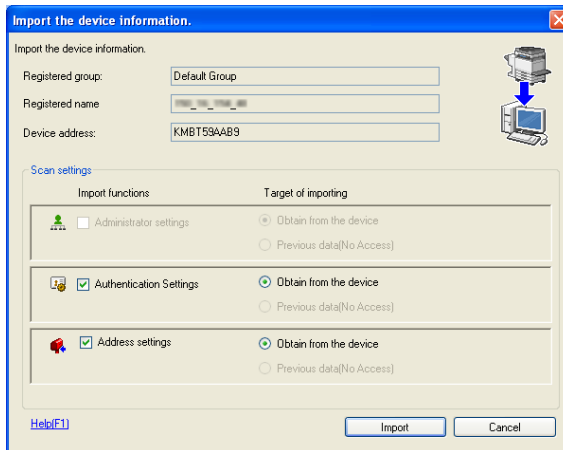 Import the device information.
Import the device information.
Registered group: Default Group
Registered name
Device address: KMBT59AAB9
Scan settings
Import functions Target of importing
Administrator settings Obtain from the device
Previous data(No Access)
Authentication Settings Obtain from the device
Previous data(No Access)
Address settings Obtain from the device
Previous data(No Access)
Help(F1) Import Cancel